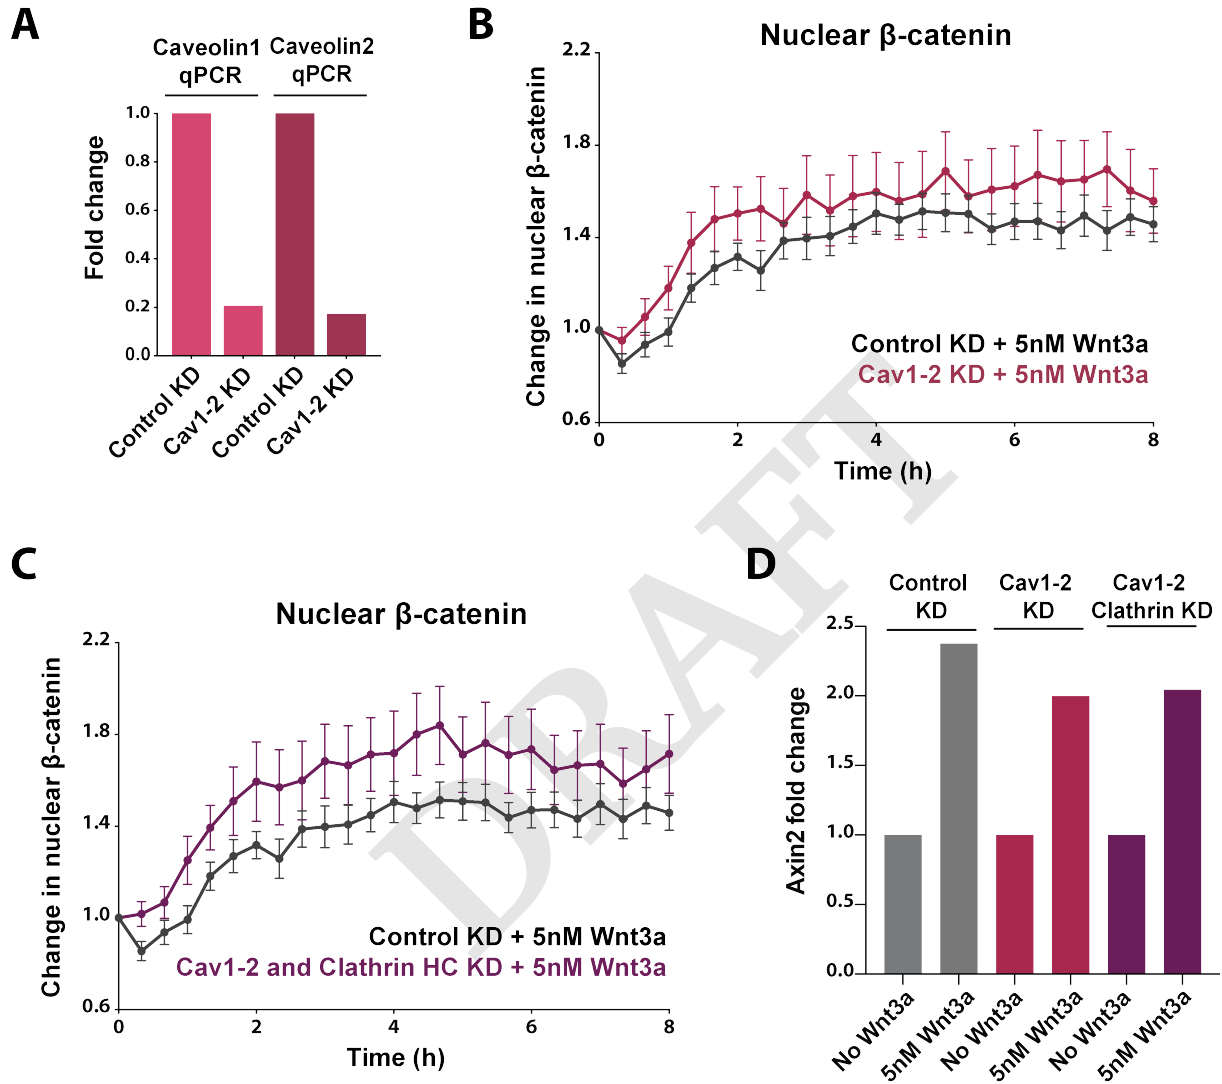 A
Caveolin1 Caveolin2
qPCR qPCR
Fold change
1.0
0.8
0.6
0.4
0.2
0.0
Control KD
Cav1-2 KD
Control KD
Cav1-2 KD
B
Nuclear β-catenin
Change in nuclear β-catenin
2.2
1.8
1.4
1.0
0.6
Control KD + 5nM Wnt3a
Cav1-2 KD + 5nM Wnt3a
0 2 4 6 8
Time (h)
C
Nuclear β-catenin
Change in nuclear β-catenin
2.2
1.8
1.4
1.0
0.6
Control KD + 5nM Wnt3a
Cav1-2 and Clathrin HC KD + 5nM Wnt3a
0 2 4 6 8
Time (h)
D
Control Cav1-2 Cav1-2
KD KD Clathrin KD
Axin2 fold change
2.5
2.0
1.5
1.0
0.5
0.0
No Wnt3a
5nM Wnt3a
No Wnt3a
5nM Wnt3a
No Wnt3a
5nM Wnt3a
DRAFT